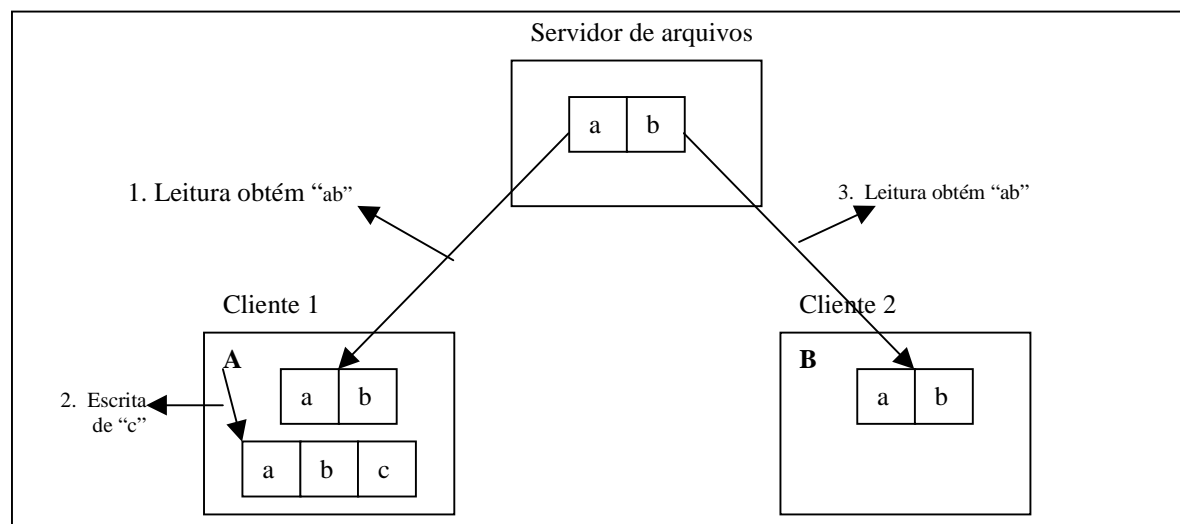 Servidor de arquivos
a b
1. Leitura obtém “ab”
3. Leitura obtém “ab”
Cliente 1
Cliente 2
A
B
a b
a b
2. Escrita
de “c”
a b c